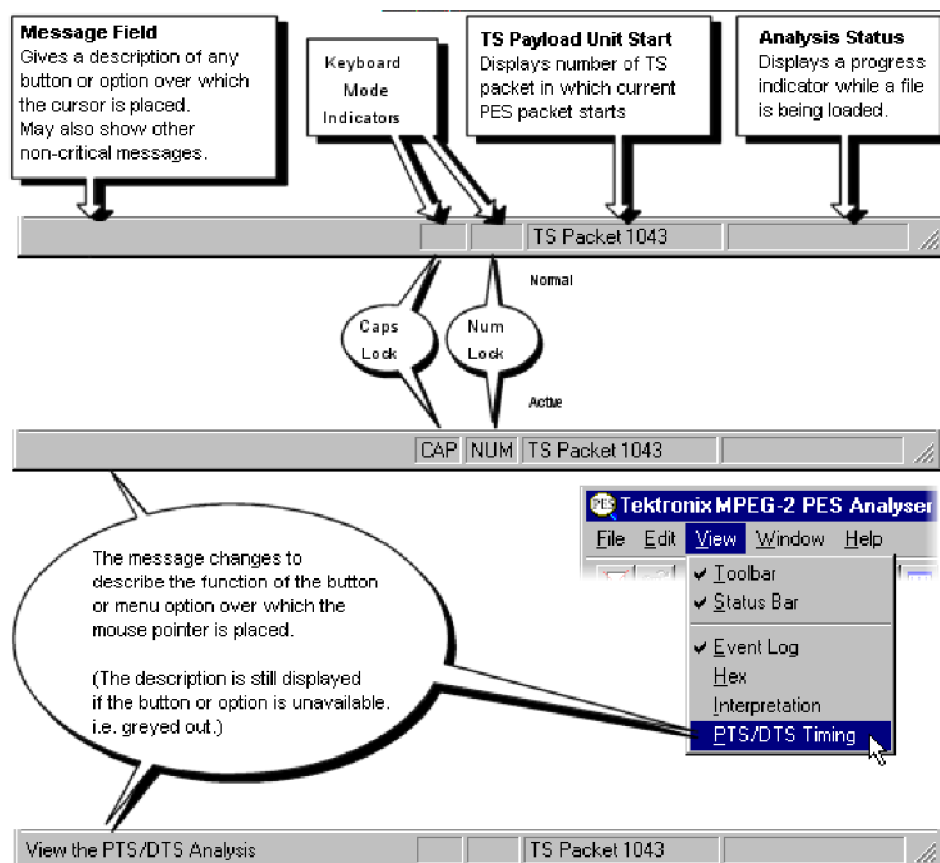 Message Field
Gives a description of any
button or option over which
the cursor is placed.
May also show other
non-critical messages.
Keyboard
Mode
Indicators
TS Payload Unit Start
Displays number of TS
packet in which current
PES packet starts
Analysis Status
Displays a progress
indicator while a file
is being loaded.
TS Packet 1043
Normal
Caps
Lock
Num
Lock
Active
CAP NUM TS Packet 1043
The message changes to
describe the function of the button
or menu option over which the
mouse pointer is placed.
(The description is still displayed
if the button or option is unavailable.
i.e. greyed out.)
PES Tektronix MPEG-2 PES Analyser
File Edit View Window Help
Toolbar
Status Bar
Event Log
Hex
Interpretation
PTS/DTS Timing
View the PTS/DTS Analysis TS Packet 1043